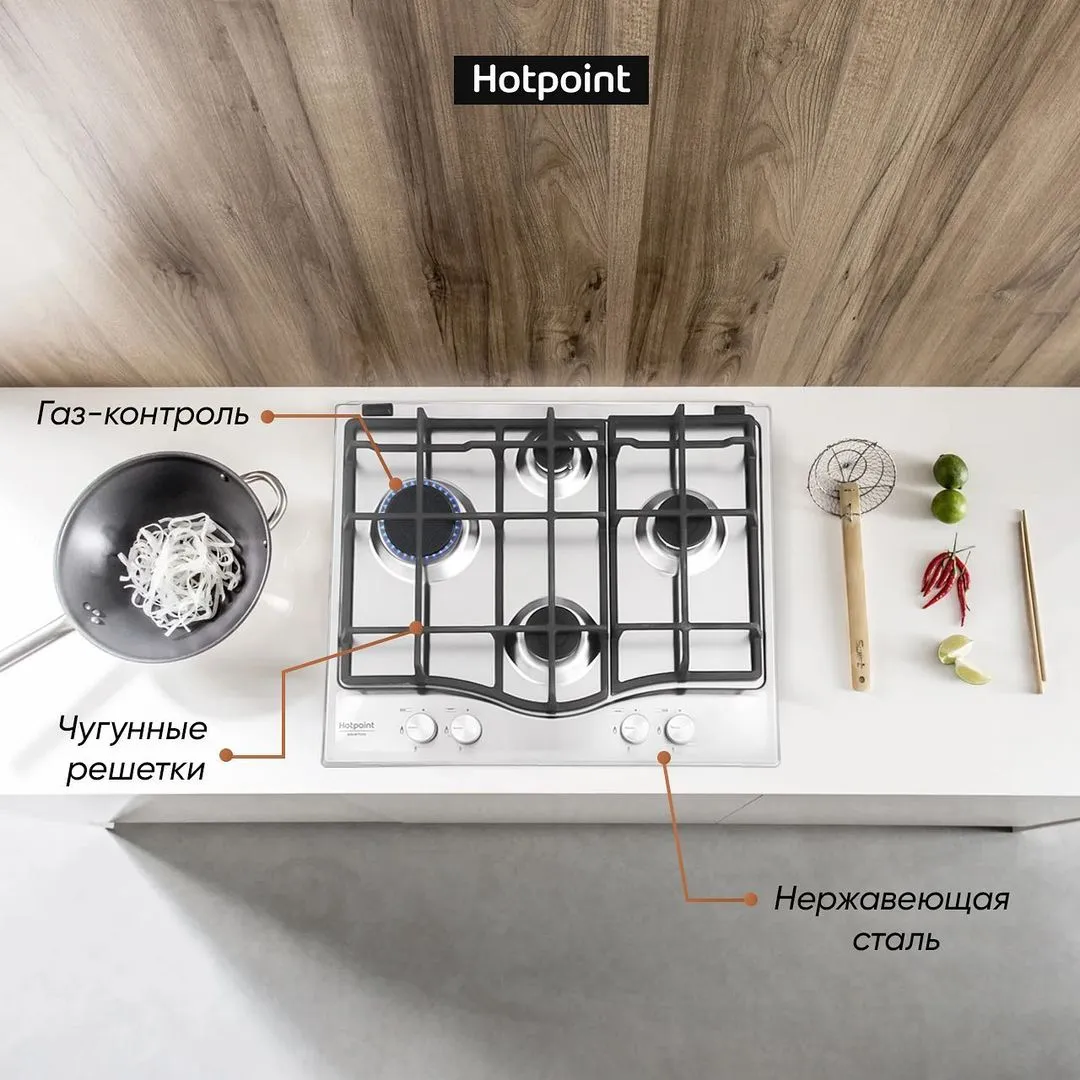 Hotpoint
Газ-контроль
Чугунные
решетки
Hotpoint
Нержавеющая
сталь